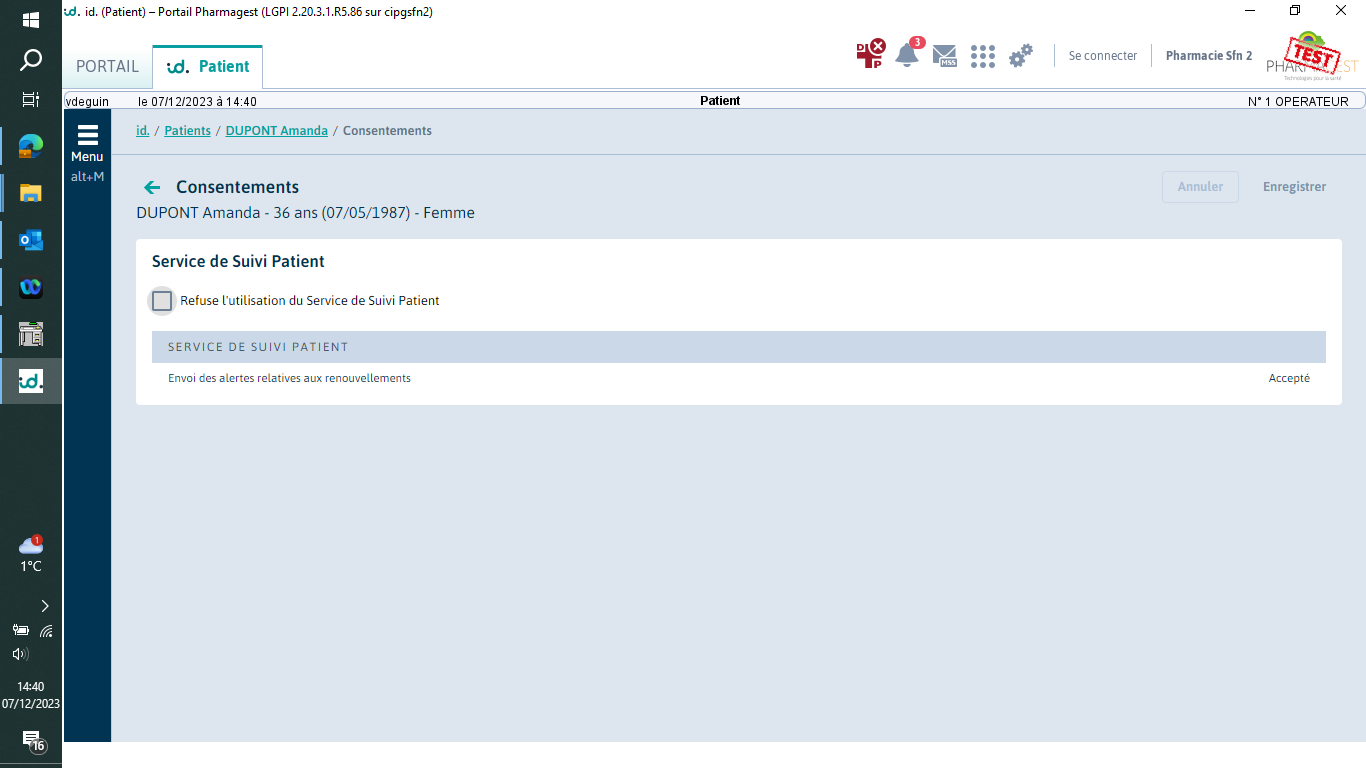 id. id. (Patient) – Portail Pharmagest (LGPI 2.20.3.1.R5.86 sur cipgsfn2)
PORTAIL
id. Patient
DP
3
MSS
Se connecter
Pharmacie Sfn 2
TEST
Technologies pour la santé
vdeguin le 07/12/2023 à 14:40
Patient
N° 1 OPERATEUR
Menu
alt+M
id. / Patients / DUPONT Amanda / Consentements
Consentements
Annuler
Enregistrer
DUPONT Amanda - 36 ans (07/05/1987) - Femme
Service de Suivi Patient
Refuse l'utilisation du Service de Suivi Patient
SERVICE DE SUIVI PATIENT
Envoi des alertes relatives aux renouvellements
Accepté
id.
1
1°C
14:40
07/12/2023
16